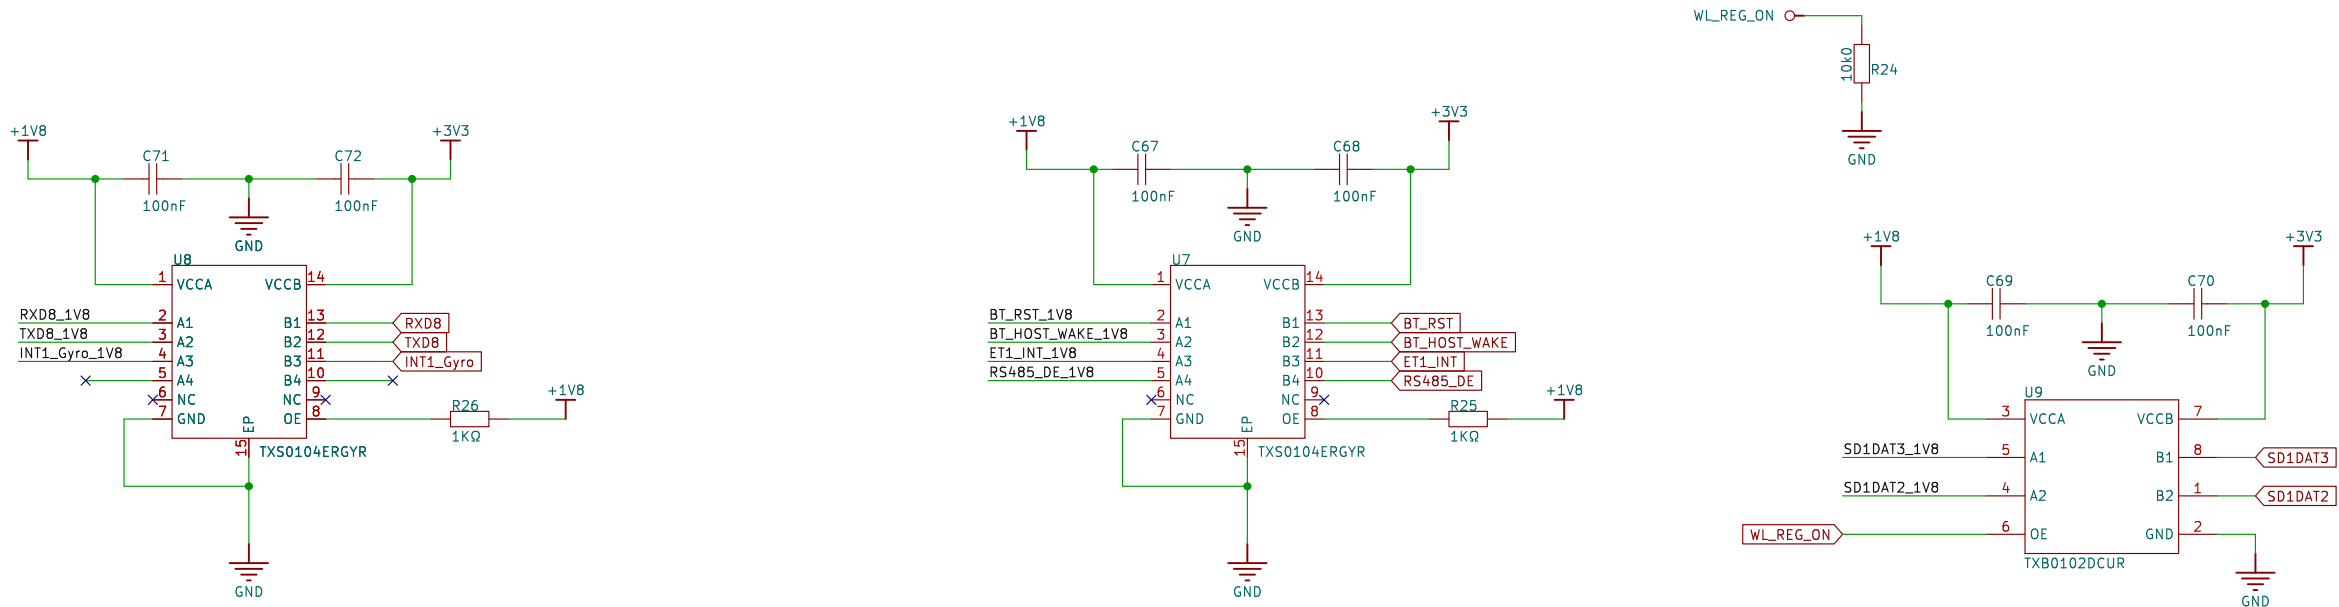 WL_REG_ON
10k0
R24
GND
+1V8
+3V3
C71
C72
100nF
100nF
GND
U8
1
VCCA
VCCB
14
RXD8_1V8
2
A1
B1
13
RXD8
TXD8_1V8
3
A2
B2
12
TXD8
INT1_Gyro_1V8
4
A3
B3
11
INT1_Gyro
5
A4
B4
10
6
NC
NC
9
7
GND
OE
8
EP
15
TXS0104ERGYR
R26
1KΩ
+1V8
GND
+1V8
+3V3
C67
C68
100nF
100nF
GND
U7
1
VCCA
VCCB
14
BT_RST_1V8
2
A1
B1
13
BT_RST
BT_HOST_WAKE_1V8
3
A2
B2
12
BT_HOST_WAKE
ET1_INT_1V8
4
A3
B3
11
ET1_INT
RS485_DE_1V8
5
A4
B4
10
RS485_DE
6
NC
NC
9
7
GND
OE
8
EP
15
TXS0104ERGYR
R25
1KΩ
+1V8
GND
+1V8
+3V3
C69
C70
100nF
100nF
GND
U9
3
VCCA
VCCB
7
SD1DAT3_1V8
5
A1
B1
8
SD1DAT3
SD1DAT2_1V8
4
A2
B2
1
SD1DAT2
WL_REG_ON
6
OE
GND
2
TXB0102DCUR
GND